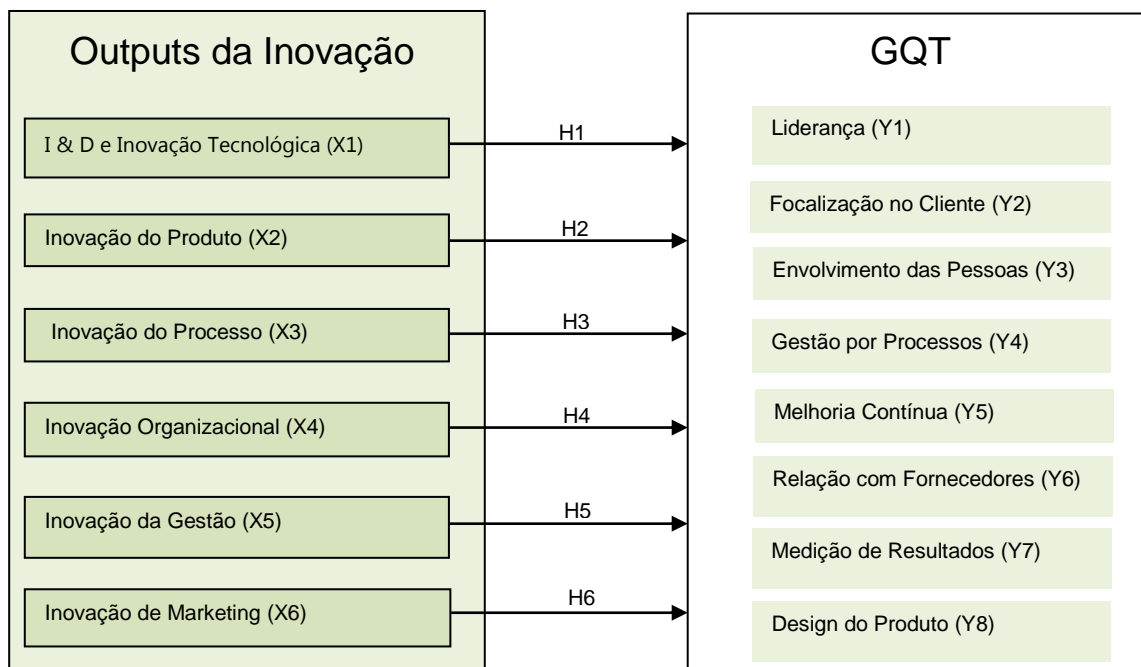 Outputs da Inovação
I & D e Inovação Tecnológica (X1)
Inovação do Produto (X2)
Inovação do Processo (X3)
Inovação Organizacional (X4)
Inovação da Gestão (X5)
Inovação de Marketing (X6)
H1
H2
H3
H4
H5
H6
GQT
Liderança (Y1)
Focalização no Cliente (Y2)
Envolvimento das Pessoas (Y3)
Gestão por Processos (Y4)
Melhoria Contínua (Y5)
Relação com Fornecedores (Y6)
Medição de Resultados (Y7)
Design do Produto (Y8)